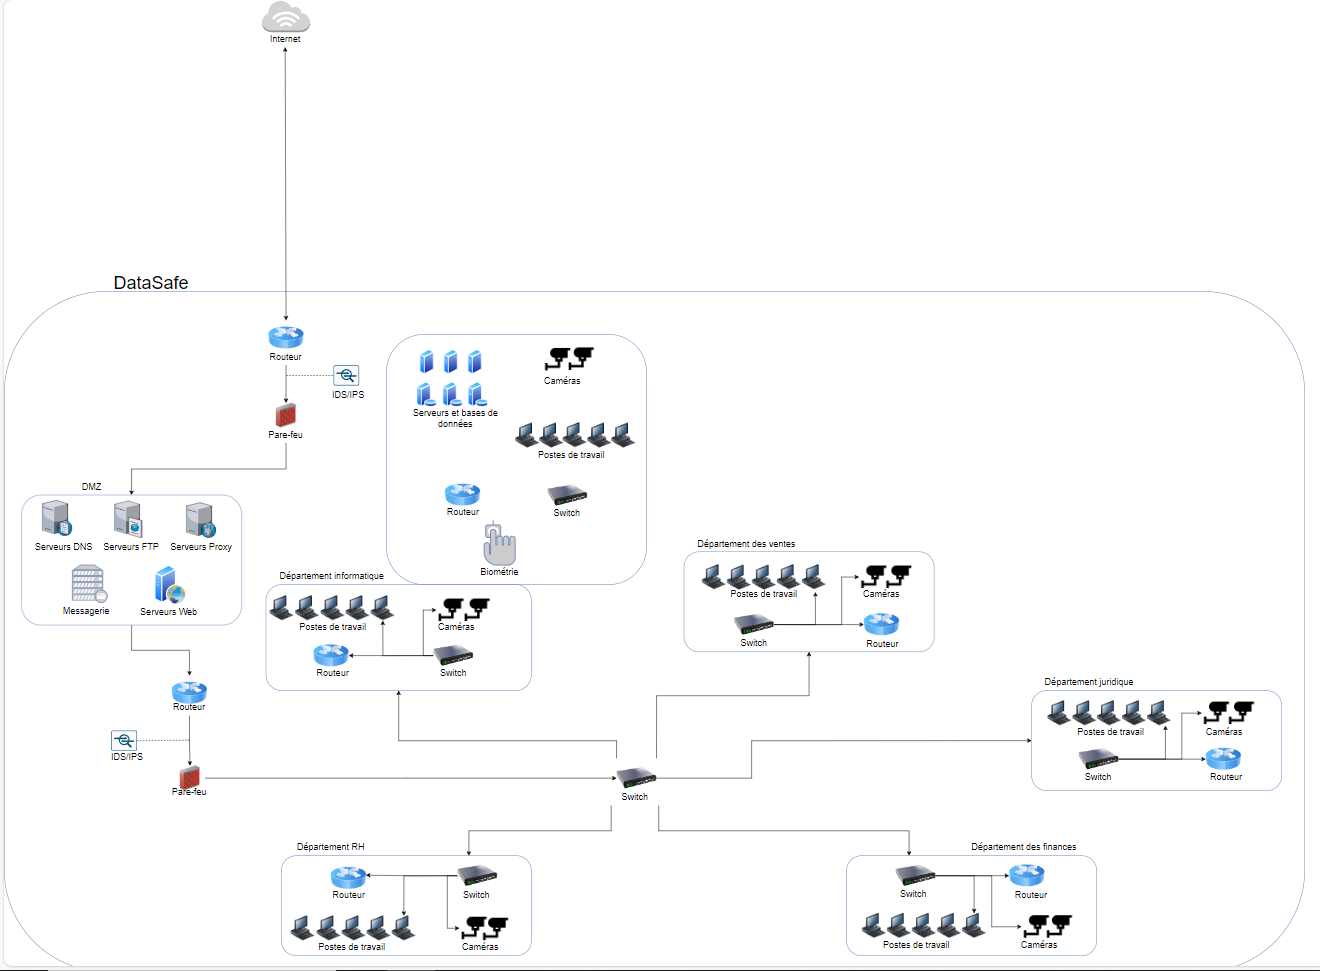 Internet
DataSafe
Routeur
IDS/IPS
Pare-feu
Caméras
Serveurs et bases de
données
Postes de travail
Routeur
Switch
Biométrie
DMZ
Serveurs DNS
Serveurs FTP
Serveurs Proxy
Messagerie
Serveurs Web
Département informatique
Postes de travail
Caméras
Routeur
Switch
Département des ventes
Postes de travail
Caméras
Switch
Routeur
Département juridique
Postes de travail
Caméras
Switch
Routeur
Routeur
IDS/IPS
Pare-feu
Switch
Département RH
Routeur
Switch
Postes de travail
Caméras
Département des finances
Switch
Routeur
Postes de travail
Caméras